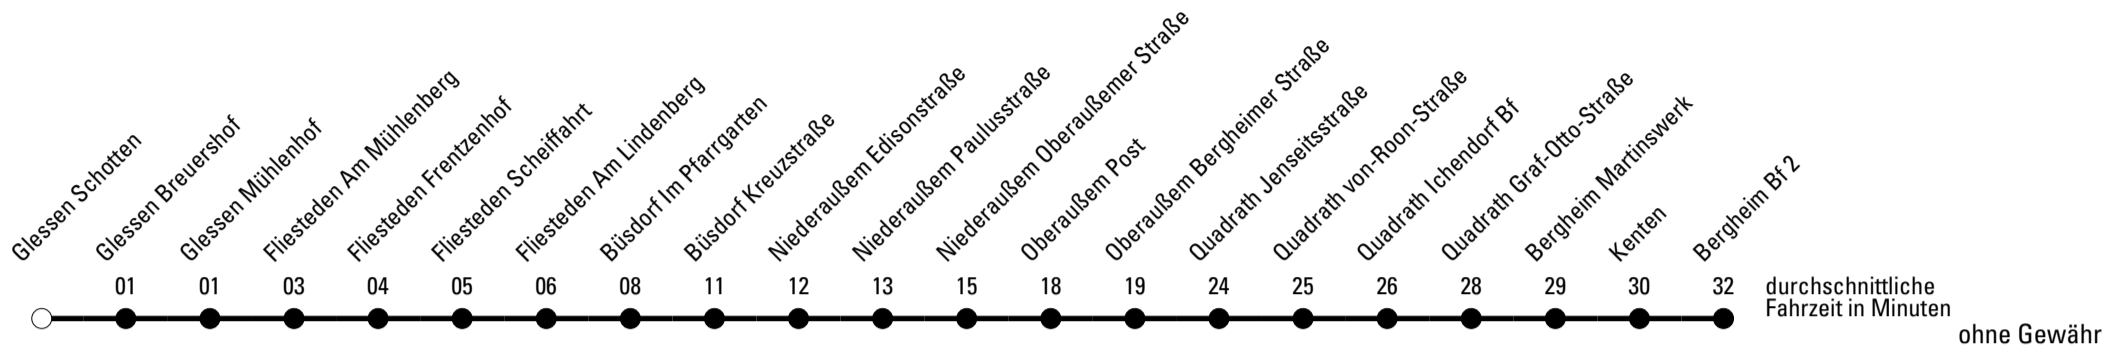 Glessen Schotten
Glessen Breuershof
Glessen Mühlenhof
Fliesteden Am Mühlenberg
Fliesteden Frentzenhof
Fliesteden Scheiffahrt
Fliesteden Am Lindenberg
Büsdorf Im Pfarrgarten
Büsdorf Kreuzstraße
Niederaußem Edisonstraße
Niederaußem Paulusstraße
Niederaußem Oberaußemer Straße
Oberaußem Post
Oberaußem Bergheimer Straße
Quadrath Jenseitsstraße
Quadrath von-Roon-Straße
Quadrath Ichendorf Bf
Quadrath Graf-Otto-Straße
Bergheim Martinswerk
Kenten
Bergheim Bf 2
01 01 03 04 05 06 08 11 12 13 15 18 19 24 25 26 28 29 30 32 durchschnittliche
Fahrzeit in Minuten
ohne Gewähr